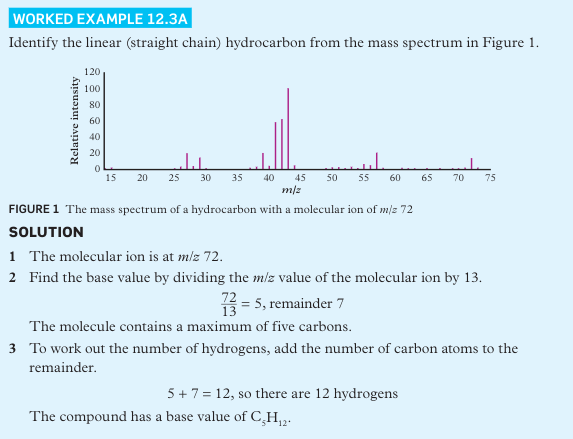 WORKED EXAMPLE 12.3A
Identify the linear (straight chain) hydrocarbon from the mass spectrum in Figure 1.
Relative intensity
120
100
80
60
40
20
0
15 20 25 30 35 40 45 50 55 60 65 70 75
m/z
FIGURE 1 The mass spectrum of a hydrocarbon with a molecular ion of m/z 72
SOLUTION
1 The molecular ion is at m/z 72.
2 Find the base value by dividing the m/z value of the molecular ion by 13.
72/13 = 5, remainder 7
The molecule contains a maximum of five carbons.
3 To work out the number of hydrogens, add the number of carbon atoms to the
remainder.
5 + 7 = 12, so there are 12 hydrogens
The compound has a base value of C₅H₁₂.